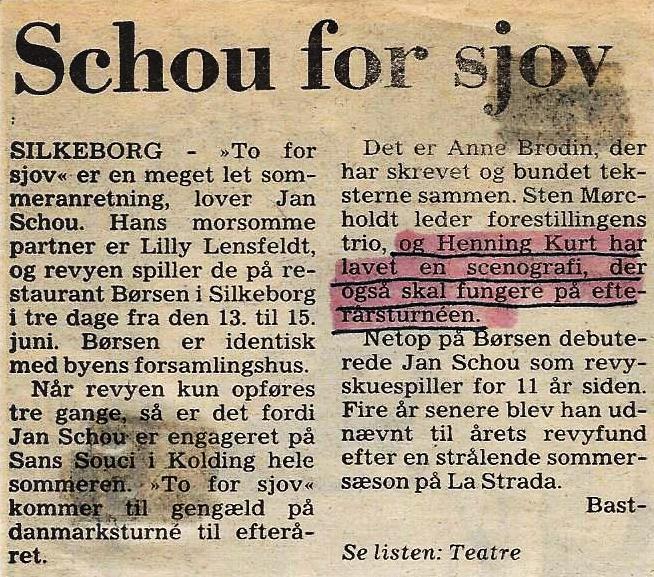 Schou for sjov
SILKEBORG - »To for
sjov« er en meget let som-
meranretning, lover Jan
Schou. Hans morsomme
partner er Lilly Lensfeldt,
og revyen spiller de på re-
staurant Børsen i Silkeborg
i tre dage fra den 13. til 15.
juni. Børsen er identisk
med byens forsamlingshus.
Når revyen kun opføres
tre gange, så er det fordi
Jan Schou er engageret på
Sans Souci i Kolding hele
sommeren. »To for sjov«
kommer til gengæld på
danmarksturné til efterå-
ret.
Det er Anne Brodin, der
har skrevet og bundet tek-
sterne sammen. Sten Mørc-
holdt leder forestillingens
trio, og Henning Kurt har
lavet en scenografi, der
også skal fungere på efte-
rårsturnéen.
Netop på Børsen debute-
rede Jan Schou som revy-
skuespiller for 11 år siden.
Fire år senere blev han ud-
nævnt til årets revyfund
efter en strålende sommer-
sæson på La Strada.
Bast-
Se listen: Teatre